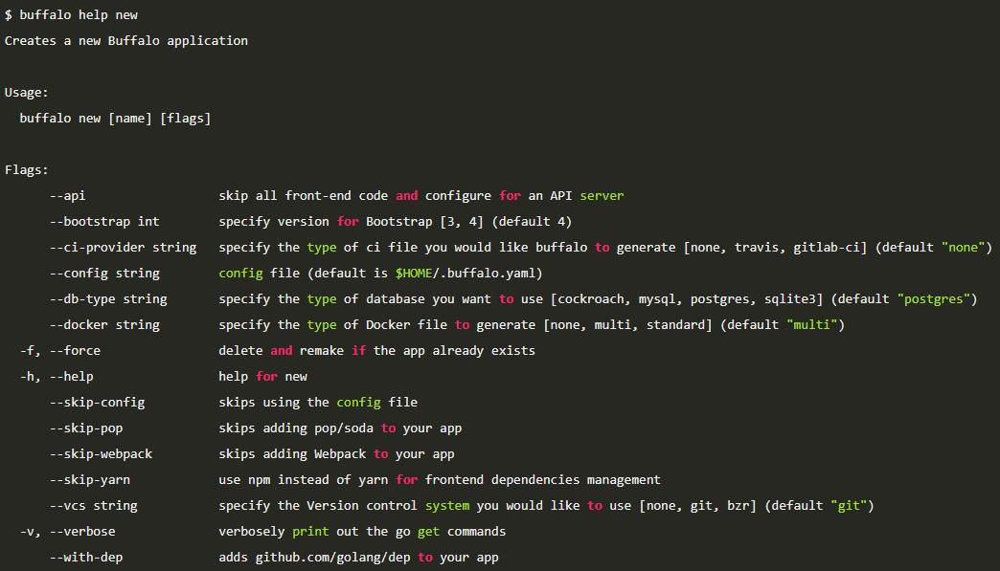 $ buffalo help new
Creates a new Buffalo application
Usage:
buffalo new [name] [flags]
Flags:
--api skip all front-end code and configure for an API server
--bootstrap int specify version for Bootstrap [3, 4] (default 4)
--ci-provider string specify the type of ci file you would like buffalo to generate [none, travis, gitlab-ci] (default "none")
--config string config file (default is $HOME/.buffalo.yaml)
--db-type string specify the type of database you want to use [cockroach, mysql, postgres, sqlite3] (default "postgres")
--docker string specify the type of Docker file to generate [none, multi, standard] (default "multi")
-f, --force delete and remake if the app already exists
-h, --help help for new
--skip-config skips using the config file
--skip-pop skips adding pop/soda to your app
--skip-webpack skips adding Webpack to your app
--skip-yarn use npm instead of yarn for frontend dependencies management
--vcs string specify the Version control system you would like to use [none, git, bzr] (default "git")
-v, --verbose verbosely print out the go get commands
--with-dep adds github.com/golang/dep to your app